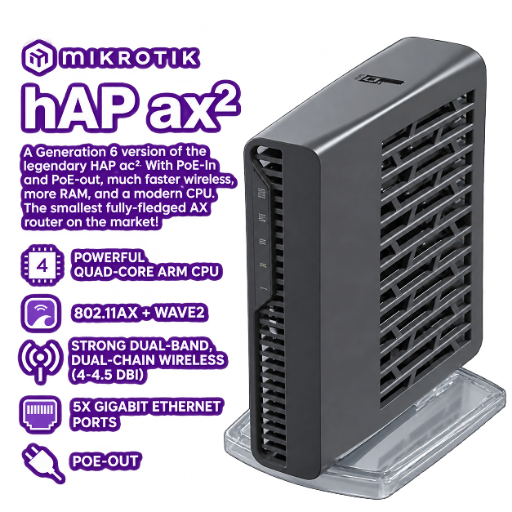 MIKROTIK
hAP ax²
A Generation 6 version of the
legendary HAP ac². With PoE-In
and PoE-out, much faster wireless,
more RAM, and a modern CPU.
The smallest fully-fledged AX
router on the market!
4
POWERFUL
QUAD-CORE ARM CPU
802.11AX + WAVE2
STRONG DUAL-BAND,
DUAL-CHAIN WIRELESS
(4-4.5 DBI)
5X GIGABIT ETHERNET
PORTS
POE-OUT